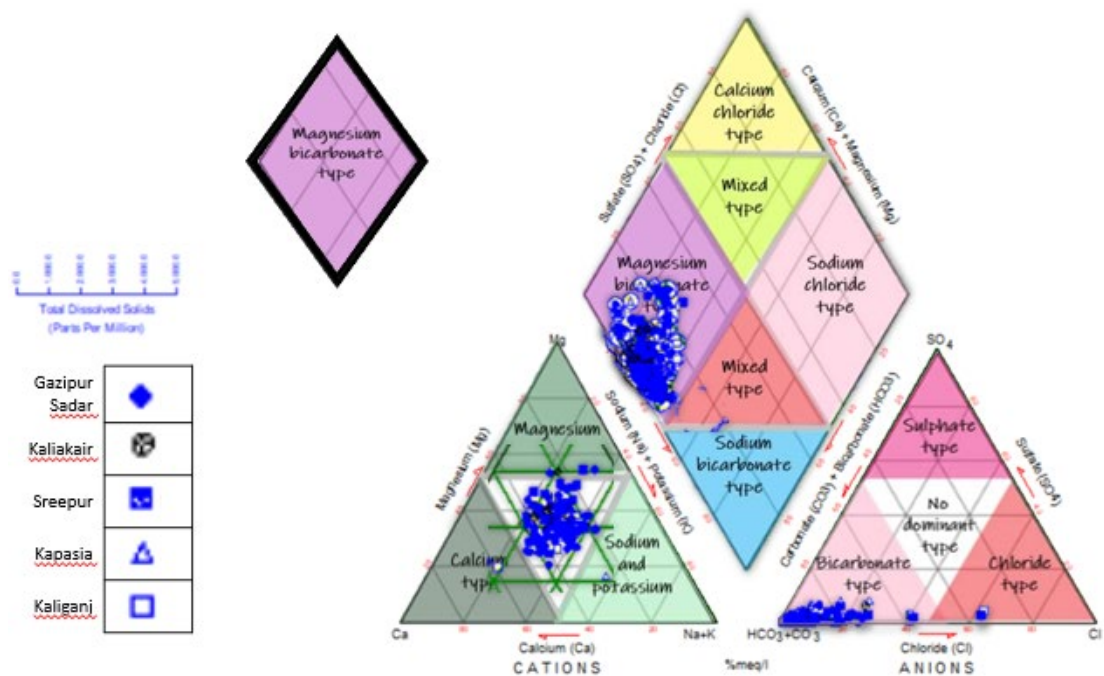 Magnesium
bicarbonate
type
Total Dissolved Solids
(Parts Per Million)
Gazipur
Sadar
Kaliakair
Sreepur
Kapasia
Kaliganj
Calcium
chloride
type
Sulfate (SO4) + Chloride (Cl)
Calcium (Ca) + Magnesium (Mg)
Mixed
type
Magnesium
Sodium
chloride
type
Mixed
type
Sodium
bicarbonate
type
Mg
Magnesium
Magnesium (Mg)
Sodium (Na) + Potassium (K)
Calcium
type
Sodium
and
potassium
Ca
Na+K
Calcium (Ca)
CATIONS
%meq/l
SO4
Sulphate
type
Carbonate (CO3) + Bicarbonate (HCO3)
Sulfate (SO4)
No
dominant
type
Bicarbonate
type
Chloride
type
HCO3+CO3
Cl
Chloride (Cl)
ANIONS